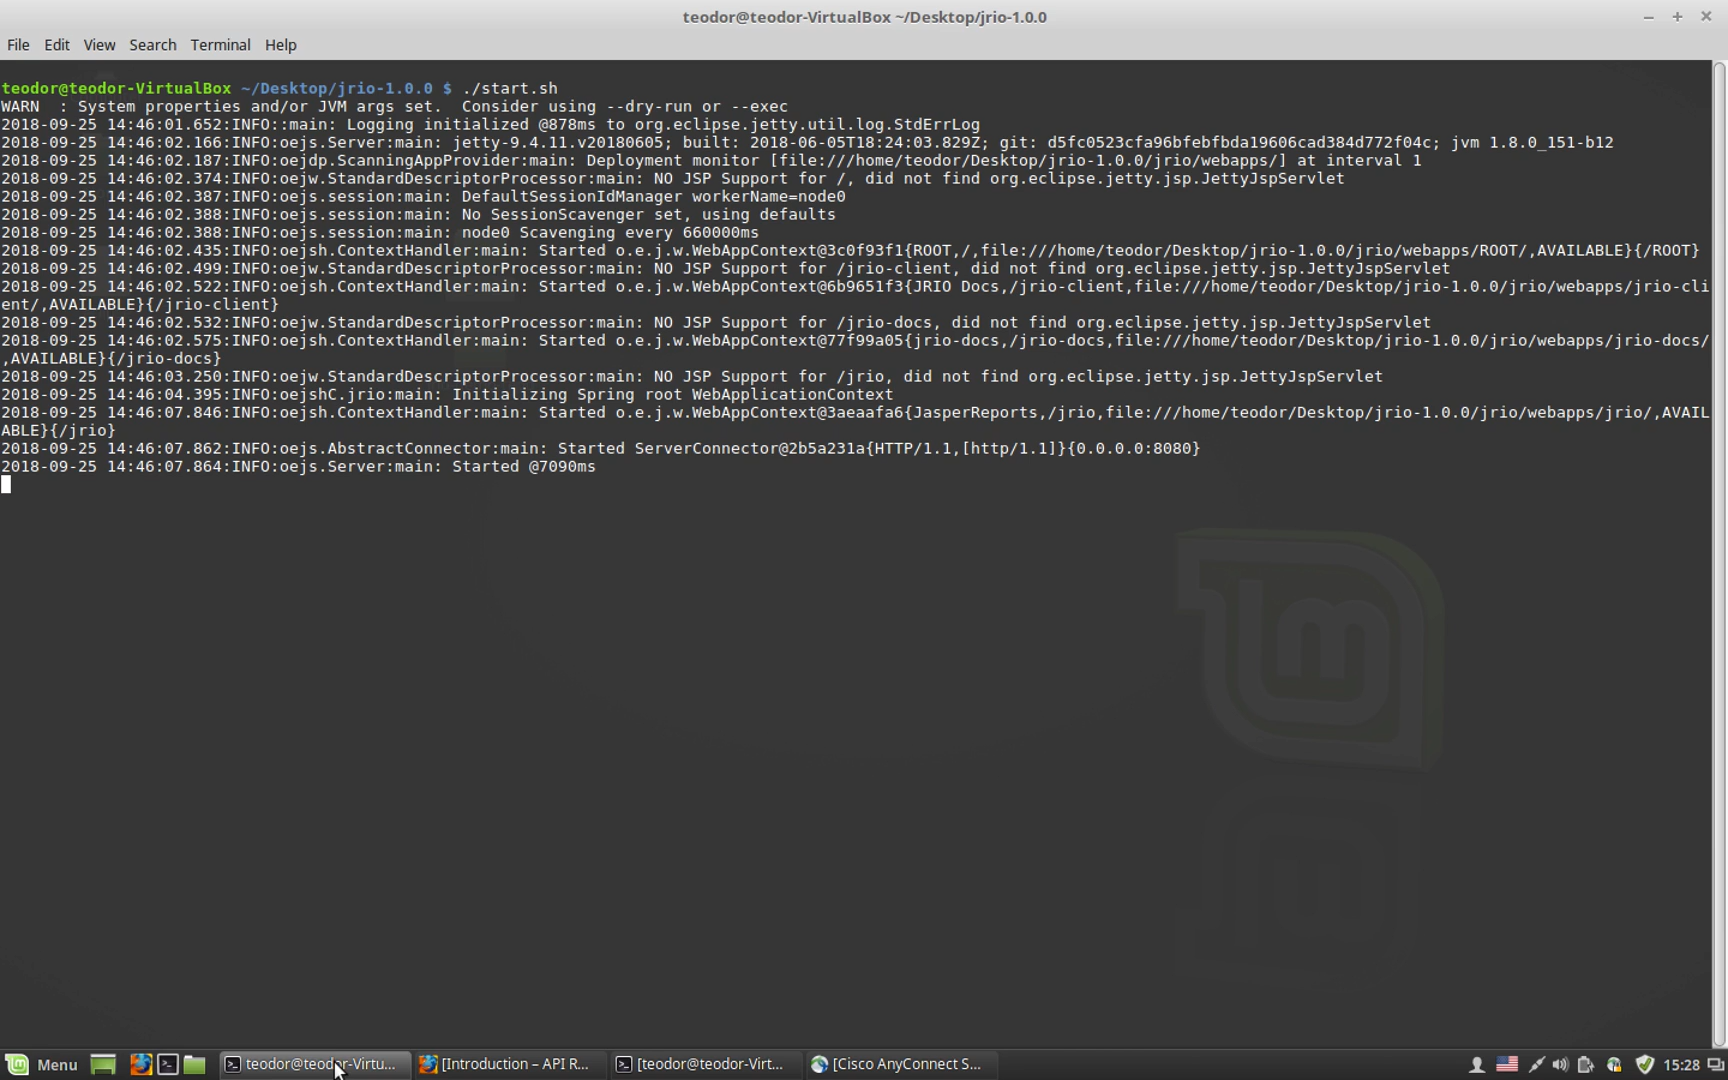 teodor@teodor-VirtualBox ~/Desktop/jrio-1.0.0
File Edit View Search Terminal Help
teodor@teodor-VirtualBox ~/Desktop/jrio-1.0.0 $ ./start.sh
WARN  : System properties and/or JVM args set.  Consider using --dry-run or --exec
2018-09-25 14:46:01.652:INFO::main: Logging initialized @878ms to org.eclipse.jetty.util.log.StdErrLog
2018-09-25 14:46:02.166:INFO:oejs.Server:main: jetty-9.4.11.v20180605; built: 2018-06-05T18:24:03.829Z; git: d5fc0523cfa96bfebfbda19606cad384d772f04c; jvm 1.8.0_151-b12
2018-09-25 14:46:02.187:INFO:oejdp.ScanningAppProvider:main: Deployment monitor [file:///home/teodor/Desktop/jrio-1.0.0/jrio/webapps/] at interval 1
2018-09-25 14:46:02.374:INFO:oejw.StandardDescriptorProcessor:main: NO JSP Support for /, did not find org.eclipse.jetty.jsp.JettyJspServlet
2018-09-25 14:46:02.387:INFO:oejs.session:main: DefaultSessionIdManager workerName=node0
2018-09-25 14:46:02.388:INFO:oejs.session:main: No SessionScavenger set, using defaults
2018-09-25 14:46:02.388:INFO:oejs.session:main: node0 Scavenging every 660000ms
2018-09-25 14:46:02.435:INFO:oejsh.ContextHandler:main: Started o.e.j.w.WebAppContext@3c0f93f1{ROOT,/,file:///home/teodor/Desktop/jrio-1.0.0/jrio/webapps/ROOT/,AVAILABLE}{/ROOT}
2018-09-25 14:46:02.499:INFO:oejw.StandardDescriptorProcessor:main: NO JSP Support for /jrio-client, did not find org.eclipse.jetty.jsp.JettyJspServlet
2018-09-25 14:46:02.522:INFO:oejsh.ContextHandler:main: Started o.e.j.w.WebAppContext@6b9651f3{JRIO Docs,/jrio-client,file:///home/teodor/Desktop/jrio-1.0.0/jrio/webapps/jrio-cli
ent/,AVAILABLE}{/jrio-client}
2018-09-25 14:46:02.532:INFO:oejw.StandardDescriptorProcessor:main: NO JSP Support for /jrio-docs, did not find org.eclipse.jetty.jsp.JettyJspServlet
2018-09-25 14:46:02.575:INFO:oejsh.ContextHandler:main: Started o.e.j.w.WebAppContext@77f99a05{jrio-docs,/jrio-docs,file:///home/teodor/Desktop/jrio-1.0.0/jrio/webapps/jrio-docs/
,AVAILABLE}{/jrio-docs}
2018-09-25 14:46:03.250:INFO:oejw.StandardDescriptorProcessor:main: NO JSP Support for /jrio, did not find org.eclipse.jetty.jsp.JettyJspServlet
2018-09-25 14:46:04.395:INFO:oejshC.jrio:main: Initializing Spring root WebApplicationContext
2018-09-25 14:46:07.846:INFO:oejsh.ContextHandler:main: Started o.e.j.w.WebAppContext@3aeaafa6{JasperReports,/jrio,file:///home/teodor/Desktop/jrio-1.0.0/jrio/webapps/jrio/,AVAIL
ABLE}{/jrio}
2018-09-25 14:46:07.862:INFO:oejs.AbstractConnector:main: Started ServerConnector@2b5a231a{HTTP/1.1,[http/1.1]}{0.0.0.0:8080}
2018-09-25 14:46:07.864:INFO:oejs.Server:main: Started @7090ms
Menu teodor@teodor-Virtu... [Introduction – API R... [teodor@teodor-Virt... [Cisco AnyConnect S... 15:28